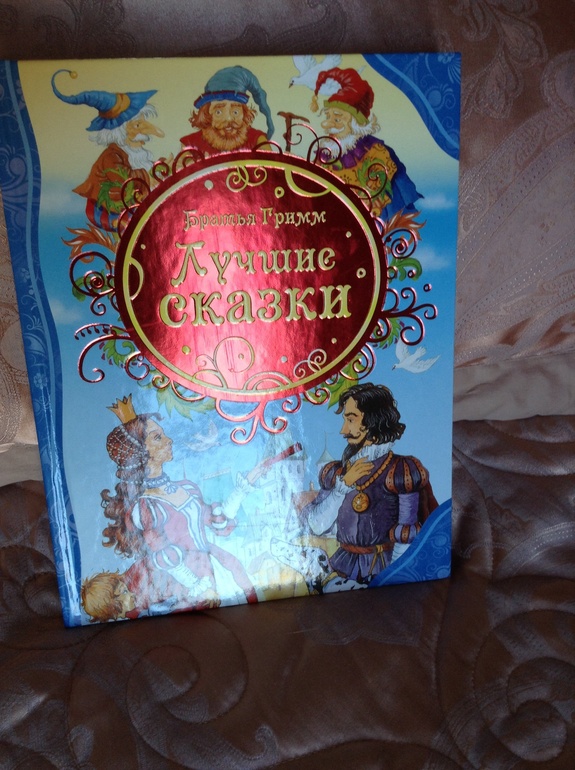 Братья Гримм
Лучшие
сказки